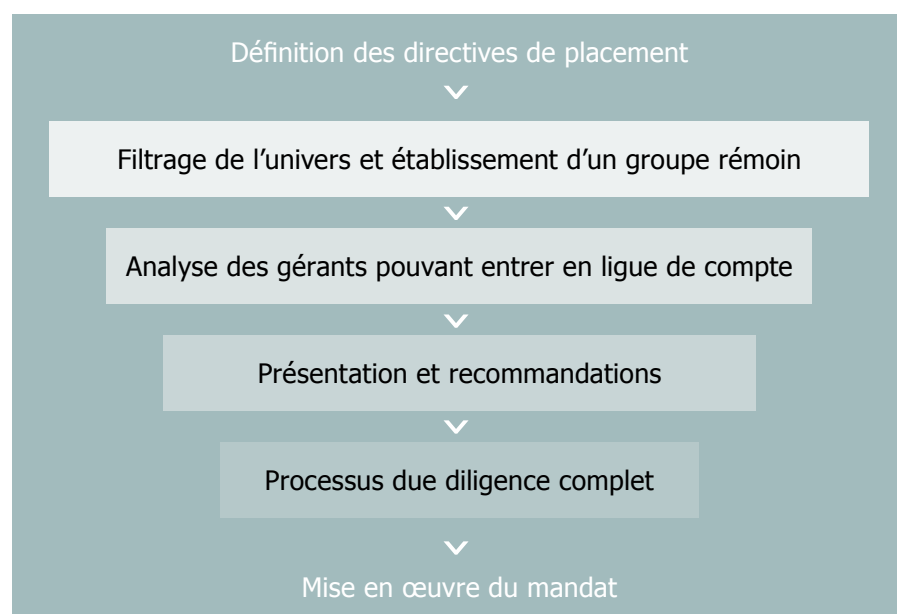 Définition des directives de placement
Filtrage de l’univers et établissement d’un groupe rémoin
Analyse des gérants pouvant entrer en ligue de compte
Présentation et recommandations
Processus due diligence complet
Mise en œuvre du mandat